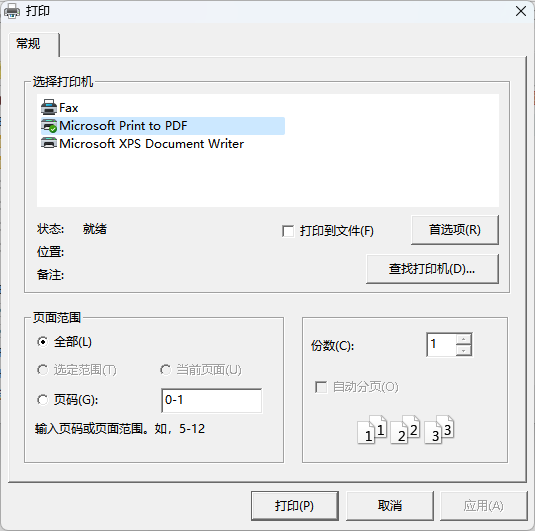 打印
常规
选择打印机
Fax
Microsoft Print to PDF
Microsoft XPS Document Writer
状态: 就绪
打印到文件(F)
首选项(R)
位置:
备注:
查找打印机(D)...
页面范围
全部(L)
选定范围(T)
当前页面(U)
页码(G):
0-1
输入页码或页面范围。如，5-12
份数(C):
1
自动分页(O)
1 1 2 2 3 3
打印(P)
取消
应用(A)